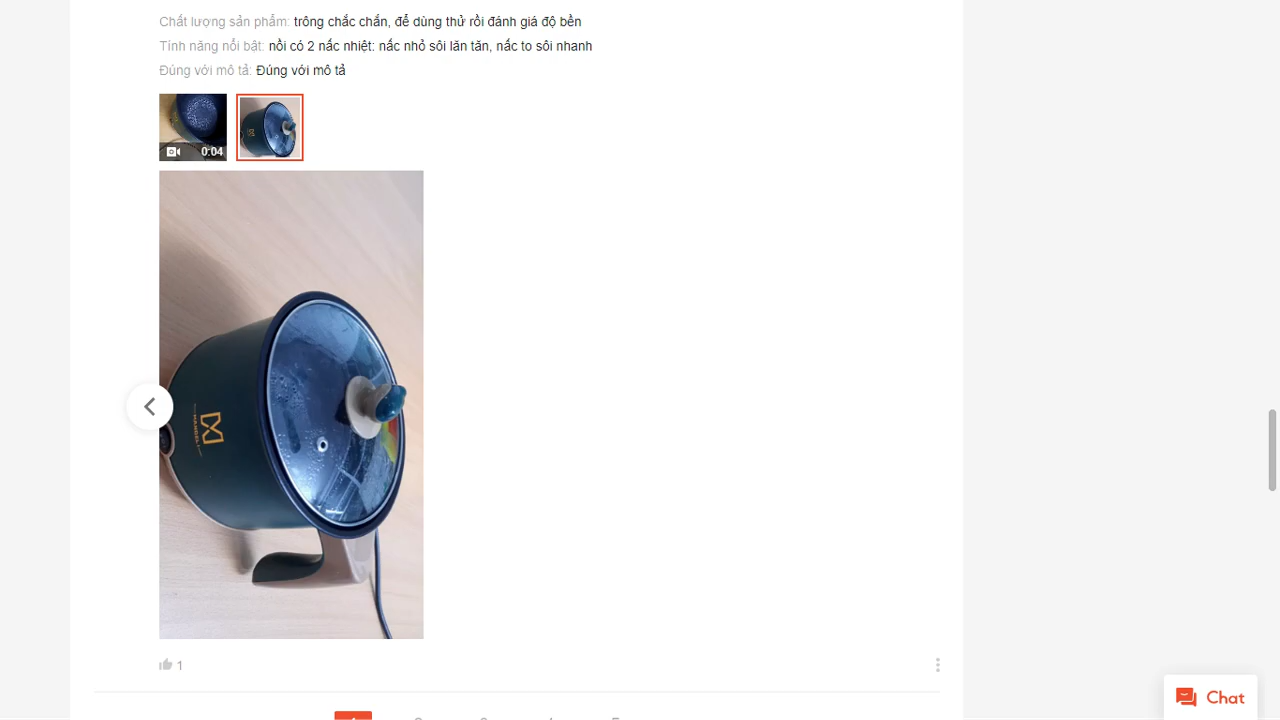 Chất lượng sản phẩm: trông chắc chắn, để dùng thử rồi đánh giá độ bền
Tính năng nổi bật: nồi có 2 nấc nhiệt: nấc nhỏ sôi lăn tăn, nấc to sôi nhanh
Đúng với mô tả: Đúng với mô tả
0:04
1
Chat